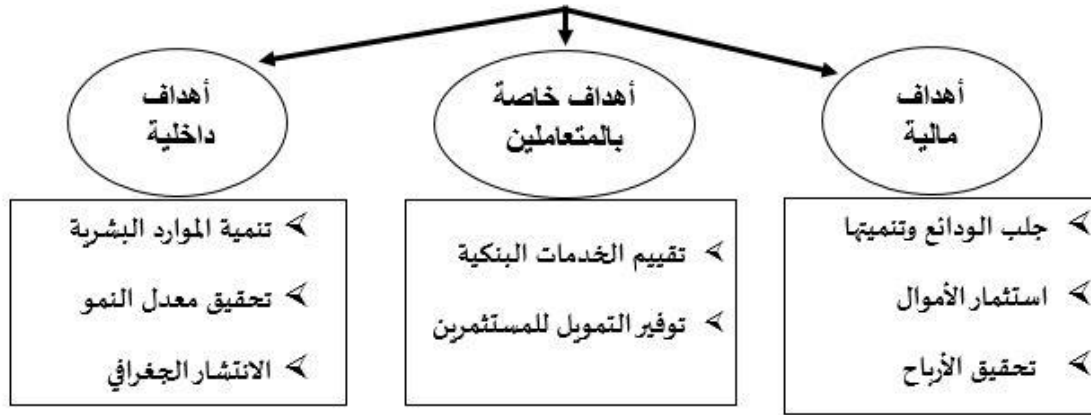 أهداف
مالية
جلب الودائع وتنميتها
استثمار الأموال
تحقيق الأرباح
أهداف خاصة
بالمتعاملين
تقييم الخدمات البنكية
توفير التمويل للمستثمرين
أهداف
داخلية
تنمية الموارد البشرية
تحقيق معدل النمو
الانتشار الجغرافي